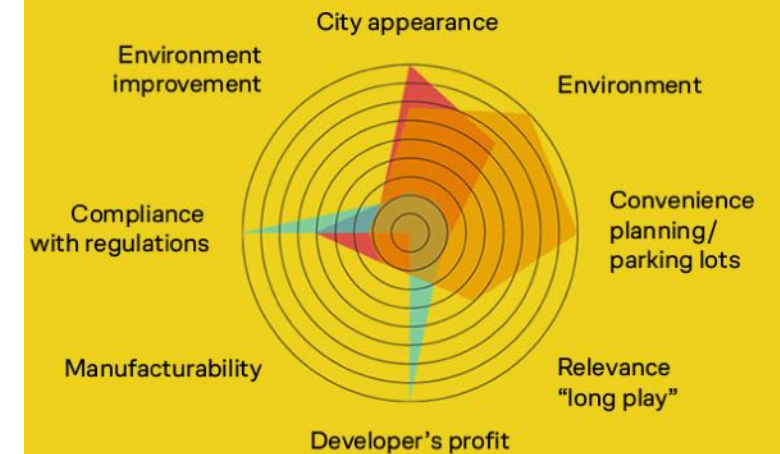 City appearance
Environment
improvement
Environment
Compliance
with regulations
Convenience
planning/
parking lots
Manufacturability
Relevance
“long play”
Developer’s profit